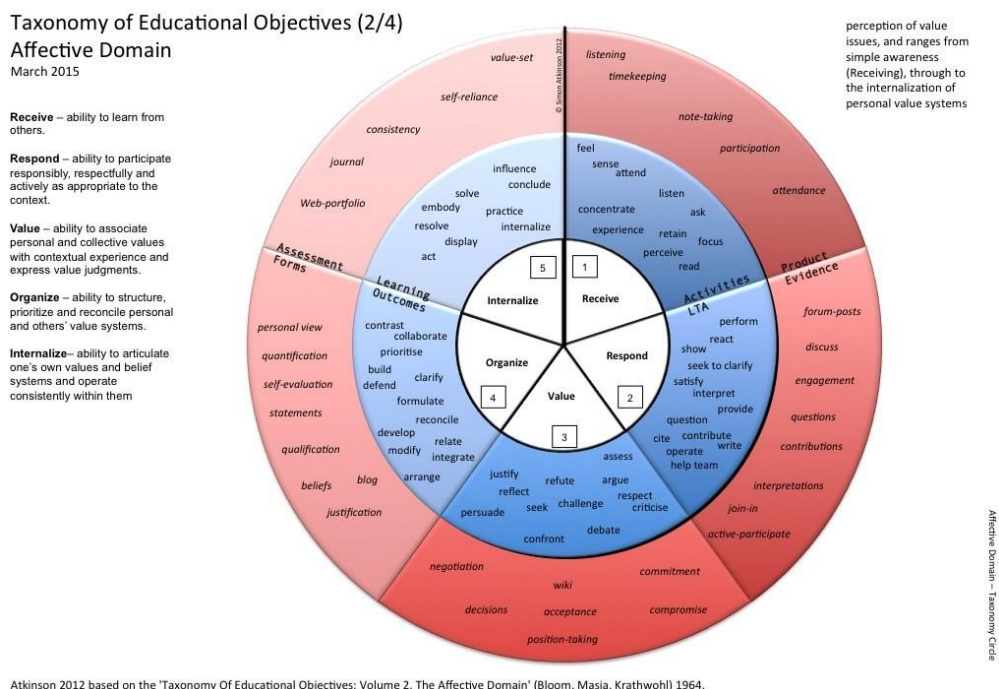 Taxonomy of Educational Objectives (2/4)
Affective Domain
March 2015
Receive – ability to learn from
others.
Respond – ability to participate
responsibly, respectfully and
actively as appropriate to the
context.
Value – ability to associate
personal and collective values
with contextual experience and
express value judgments.
Organize – ability to structure,
prioritize and reconcile personal
and others' value systems.
Internalize– ability to articulate
one's own values and belief
systems and operate
consistently within them
perception of value
issues, and ranges from
simple awareness
(Receiving), through to
the internalization of
personal value systems
© Simon Atkinson 2012
value-set
self-reliance
consistency
journal
Web-portfolio
listening
timekeeping
note-taking
participation
attendance
Assessment
Forms
Learning
Outcomes
Activities
LTA
Product
Evidence
influence
conclude
solve
embody
practice
resolve
internalize
display
act
feel
sense
attend
listen
concentrate
ask
experience
retain
focus
perceive
read
5
Internalize
1
Receive
Respond
2
Value
3
Organize
4
perform
react
show
seek to clarify
satisfy
interpret
provide
question
cite
contribute
operate
write
help team
forum-posts
discuss
engagement
questions
contributions
interpretations
join-in
active-participate
assess
justify
refute
argue
reflect
respect
seek
challenge
criticise
persuade
debate
confront
negotiation
commitment
wiki
decisions
acceptance
compromise
position-taking
contrast
collaborate
prioritise
build
defend
clarify
formulate
reconcile
develop
relate
modify
integrate
arrange
personal view
quantification
self-evaluation
statements
qualification
beliefs
blog
justification
Affective Domain – Taxonomy Circle
Atkinson 2012 based on the 'Taxonomy Of Educational Objectives: Volume 2, The Affective Domain' (Bloom, Masia, Krathwohl) 1964.